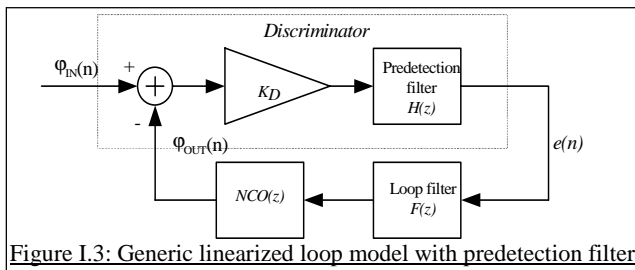 Discriminator
φIN(n)
+
KD
Predetection
filter
H(z)
-
φOUT(n)
e(n)
NCO(z)
Loop filter
F(z)
Figure I.3: Generic linearized loop model with predetection filter